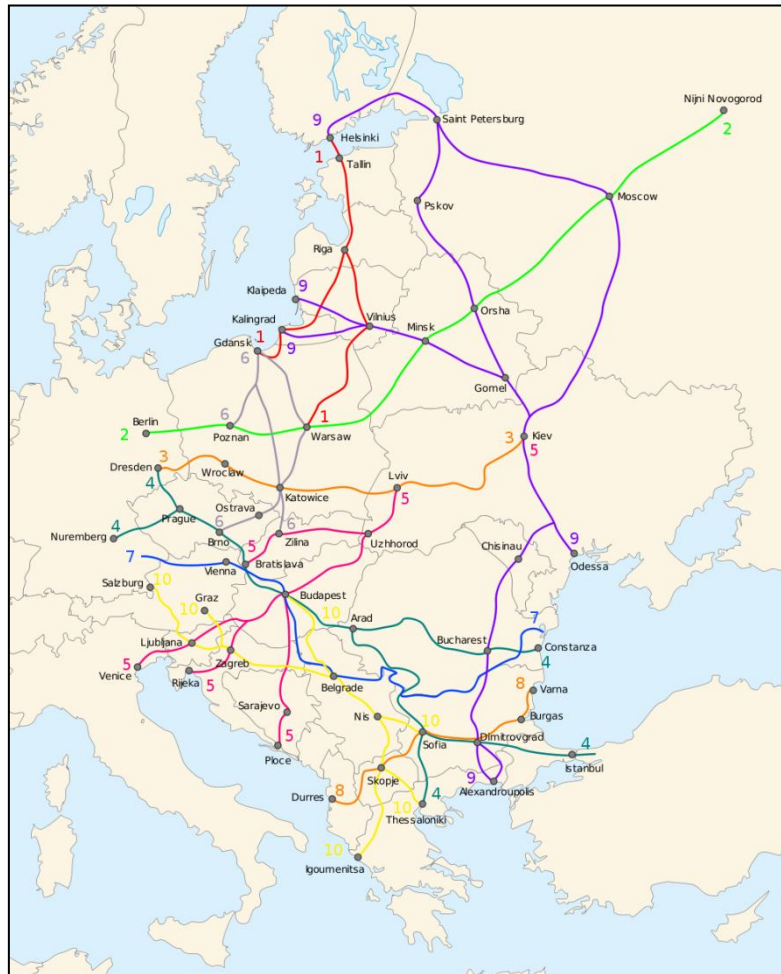 Nijni Novogorod
2
Saint Petersburg
9
Helsinki
1
Tallin
Pskov
Moscow
Riga
Klaipeda
9
Kalingrad
Vilnius
Orsha
Minsk
Gdansk
1
9
6
Gomel
Berlin
2
6
Poznan
1
Warsaw
3
Kiev
5
Dresden
3
Wroclaw
4
Lviv
5
Katowice
Ostrava
Prague
4
Nuremberg
6
Brno
6
Zilina
Uzhhorod
9
Odessa
Chisinau
7
5
Bratislava
Vienna
Salzburg
10
Graz
10
Budapest
10
Arad
7
Ljubljana
Bucharest
Constanza
4
Zagreb
5
Venice
Rijeka
5
Belgrade
8
Varna
Sarajevo
Nis
10
Burgas
5
Ploce
Sofia
Dimitrovgrad
4
Istanbul
Skopje
9
Alexandroupolis
Durres
8
10
4
Thessaloniki
10
Igoumenitsa